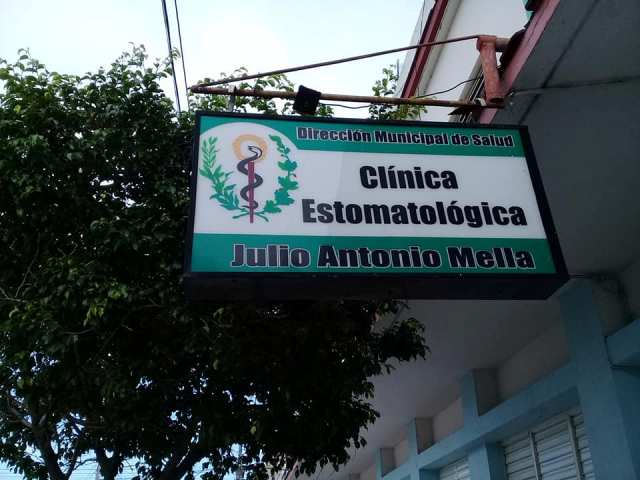 Dirección Municipal de Salud
Clínica
Estomatológica
Julio Antonio Mella